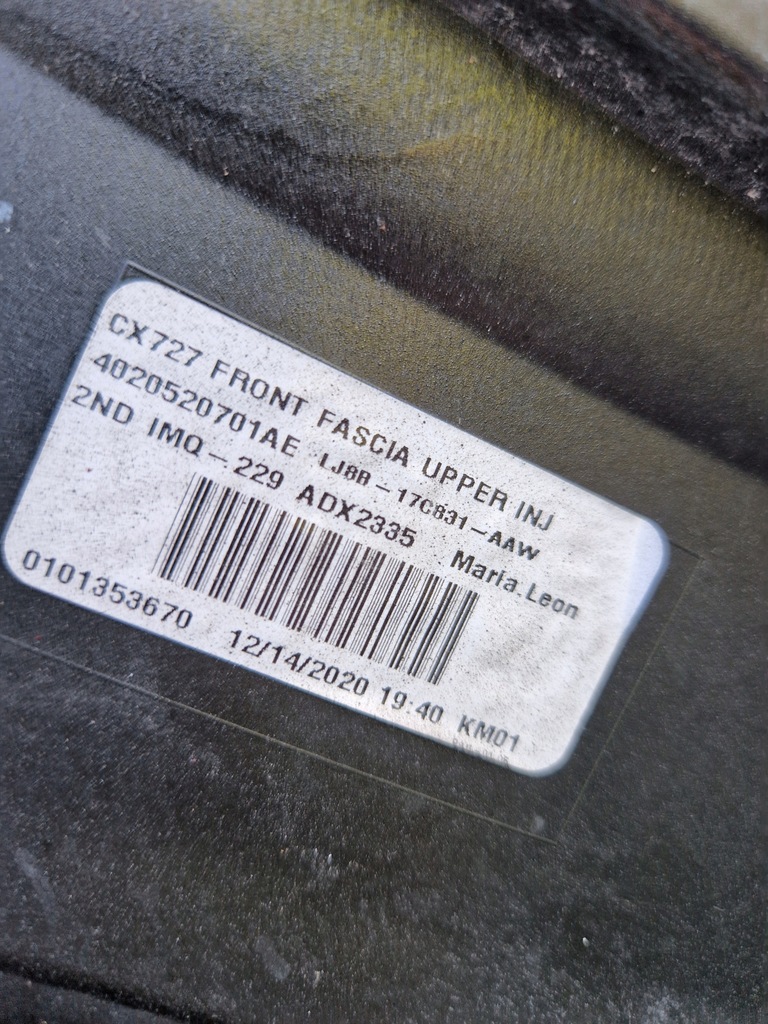 CX727 FRONT FASCIA UPPER INJ
4020520701AE LJ8B-17C831-AAW
2ND IMQ-229 ADX2335 Maria.Leon
0101353670 12/14/2020 19:40 KM01